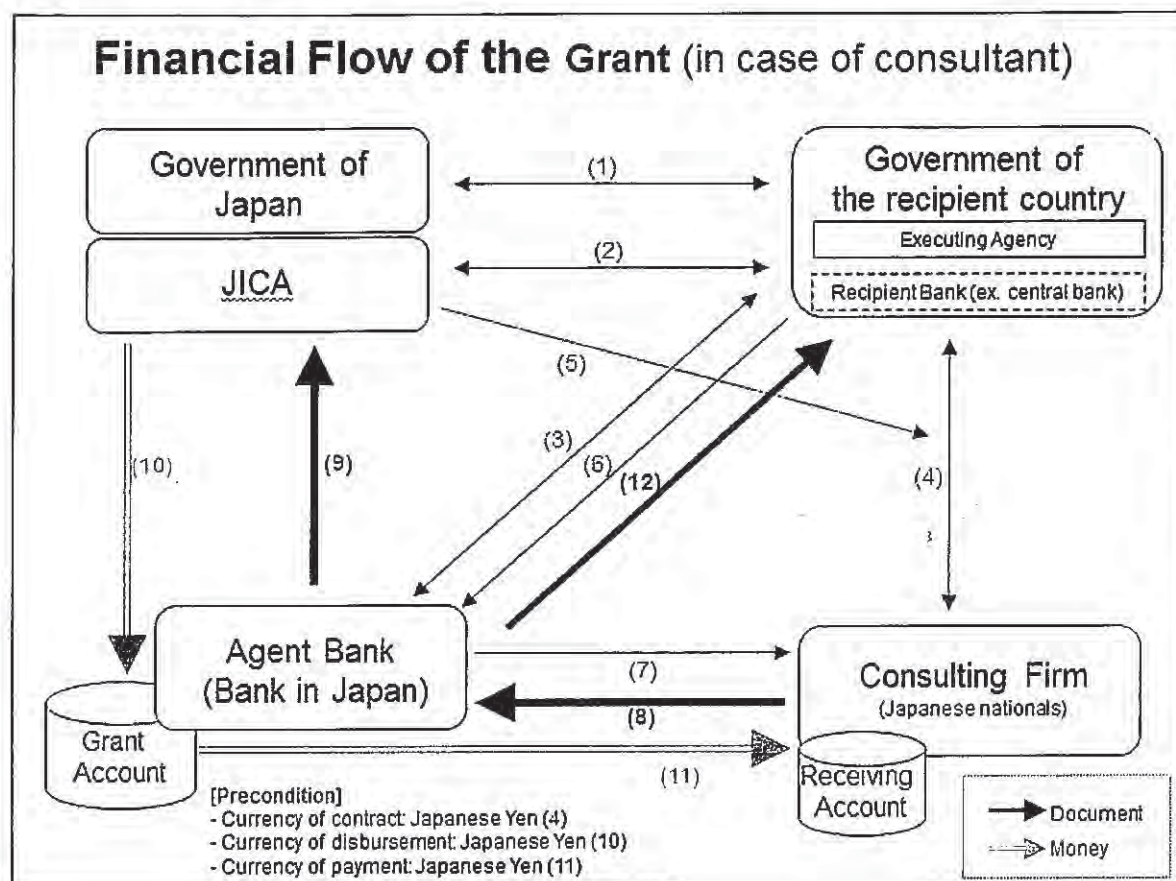 Financial Flow of the Grant (in case of consultant)
Government of
Japan
JICA
(1)
(2)
Government of
the recipient country
Executing Agency
Recipient Bank (ex. central bank)
(5)
(3)
(6)
(12)
(4)
(10)
(9)
Agent Bank
(Bank in Japan)
(7)
(8)
Consulting Firm
(Japanese nationals)
Grant
Account
(11)
Receiving
Account
[Precondition]
- Currency of contract: Japanese Yen (4)
- Currency of disbursement: Japanese Yen (10)
- Currency of payment: Japanese Yen (11)
Document
Money